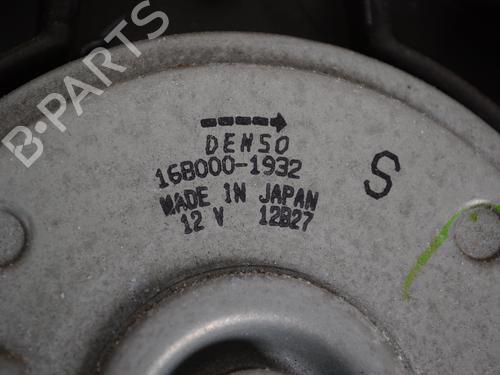 B-PARTS
DENSO
168000-1932
S
MADE IN JAPAN
12 V 12B27